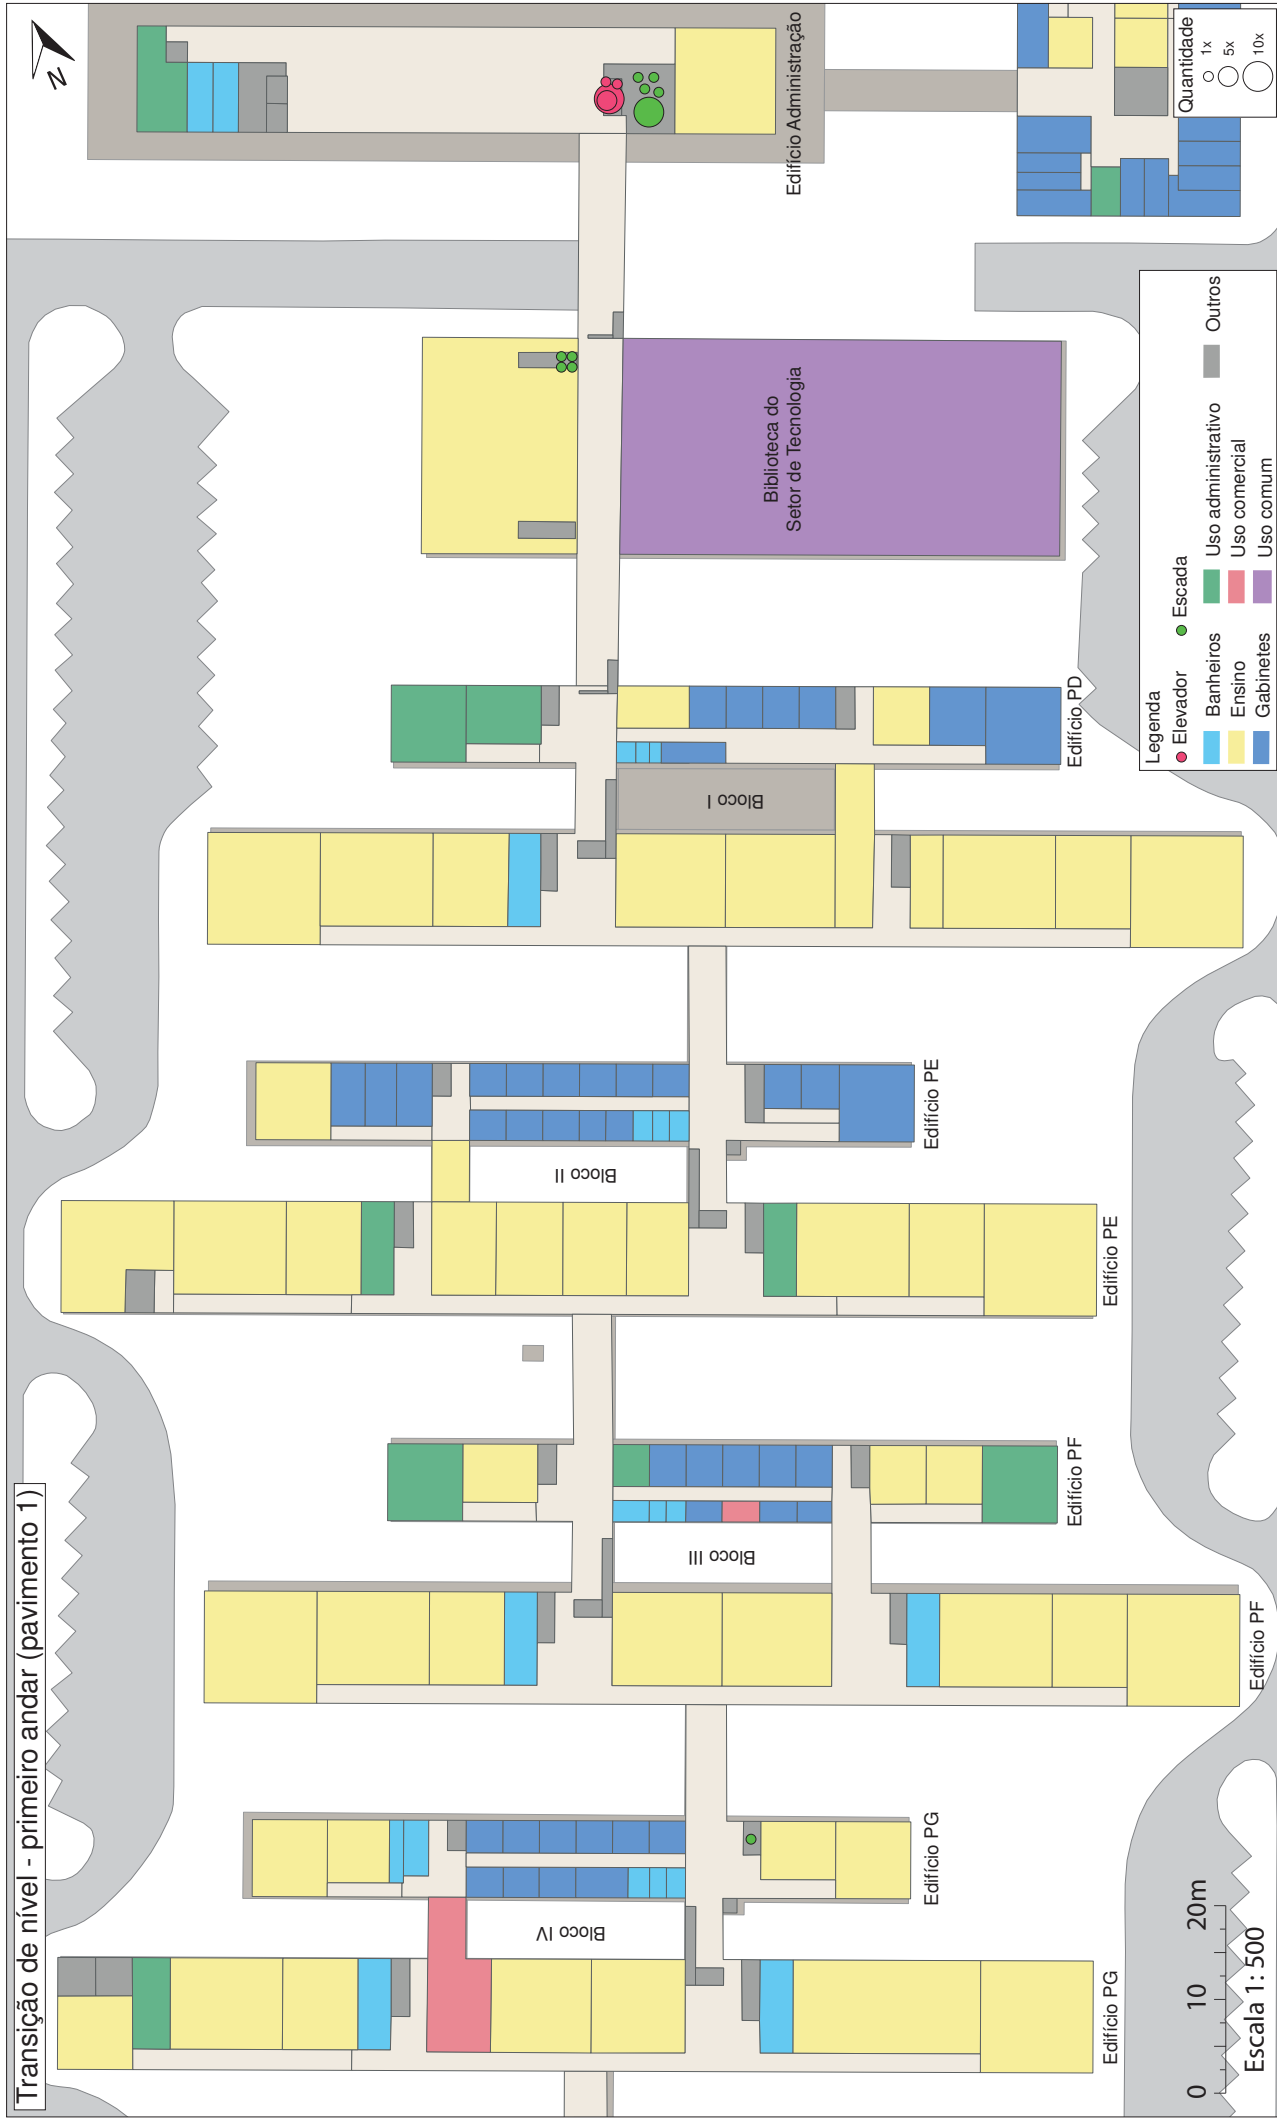 Transição de nível - primeiro andar (pavimento 1)
N
Edifício Administração
Quantidade
1x
5x
10x
Biblioteca do
Setor de Tecnologia
Legenda
Elevador
Escada
Banheiros
Uso administrativo
Outros
Ensino
Uso comercial
Gabinetes
Uso comum
Edifício PD
Bloco I
Edifício PE
Bloco II
Edifício PE
Edifício PF
Bloco III
Edifício PF
Edifício PG
Bloco IV
Edifício PG
0 10 20m
Escala 1: 500